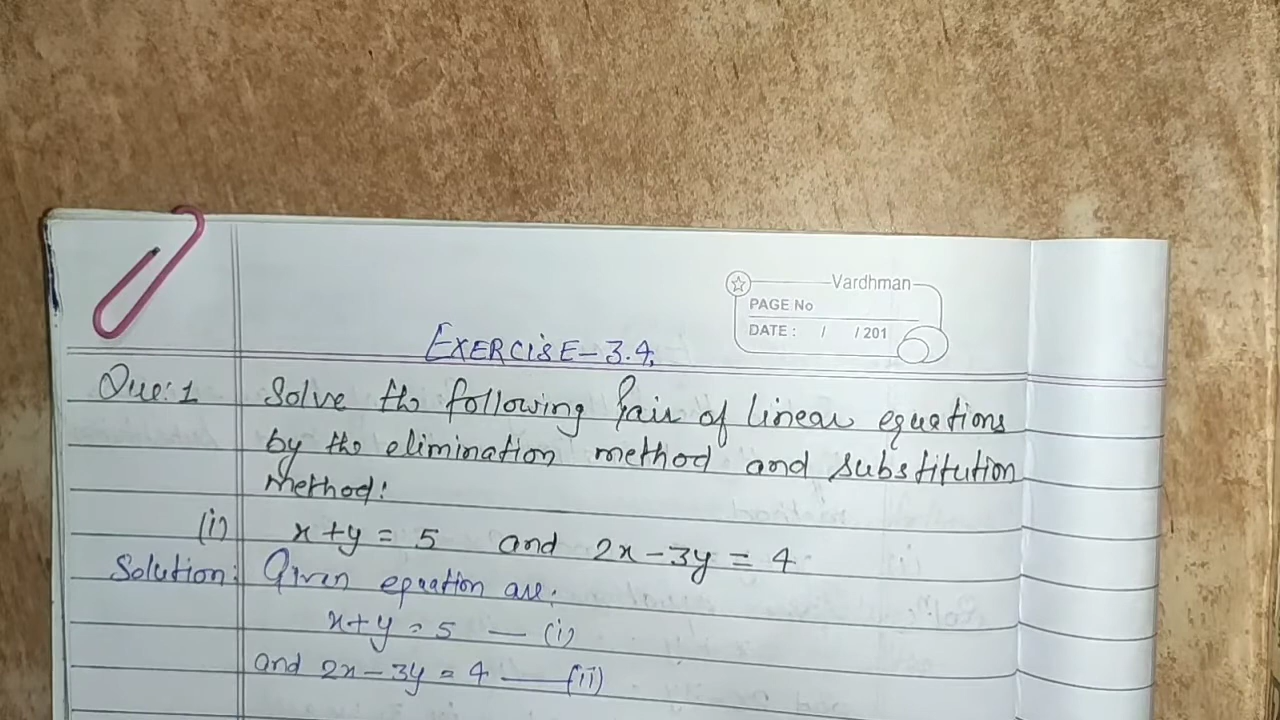 Vardhman
PAGE No
DATE : / / 201
EXERCISE-3.4.
Que: 1 Solve the following Pair of linear equations
by the elimination method and substitution
method:
(i) x+y = 5 and 2x-3y = 4
Solution: Given equation are.
x+y = 5 — (i)
and 2x-3y = 4 — (ii)